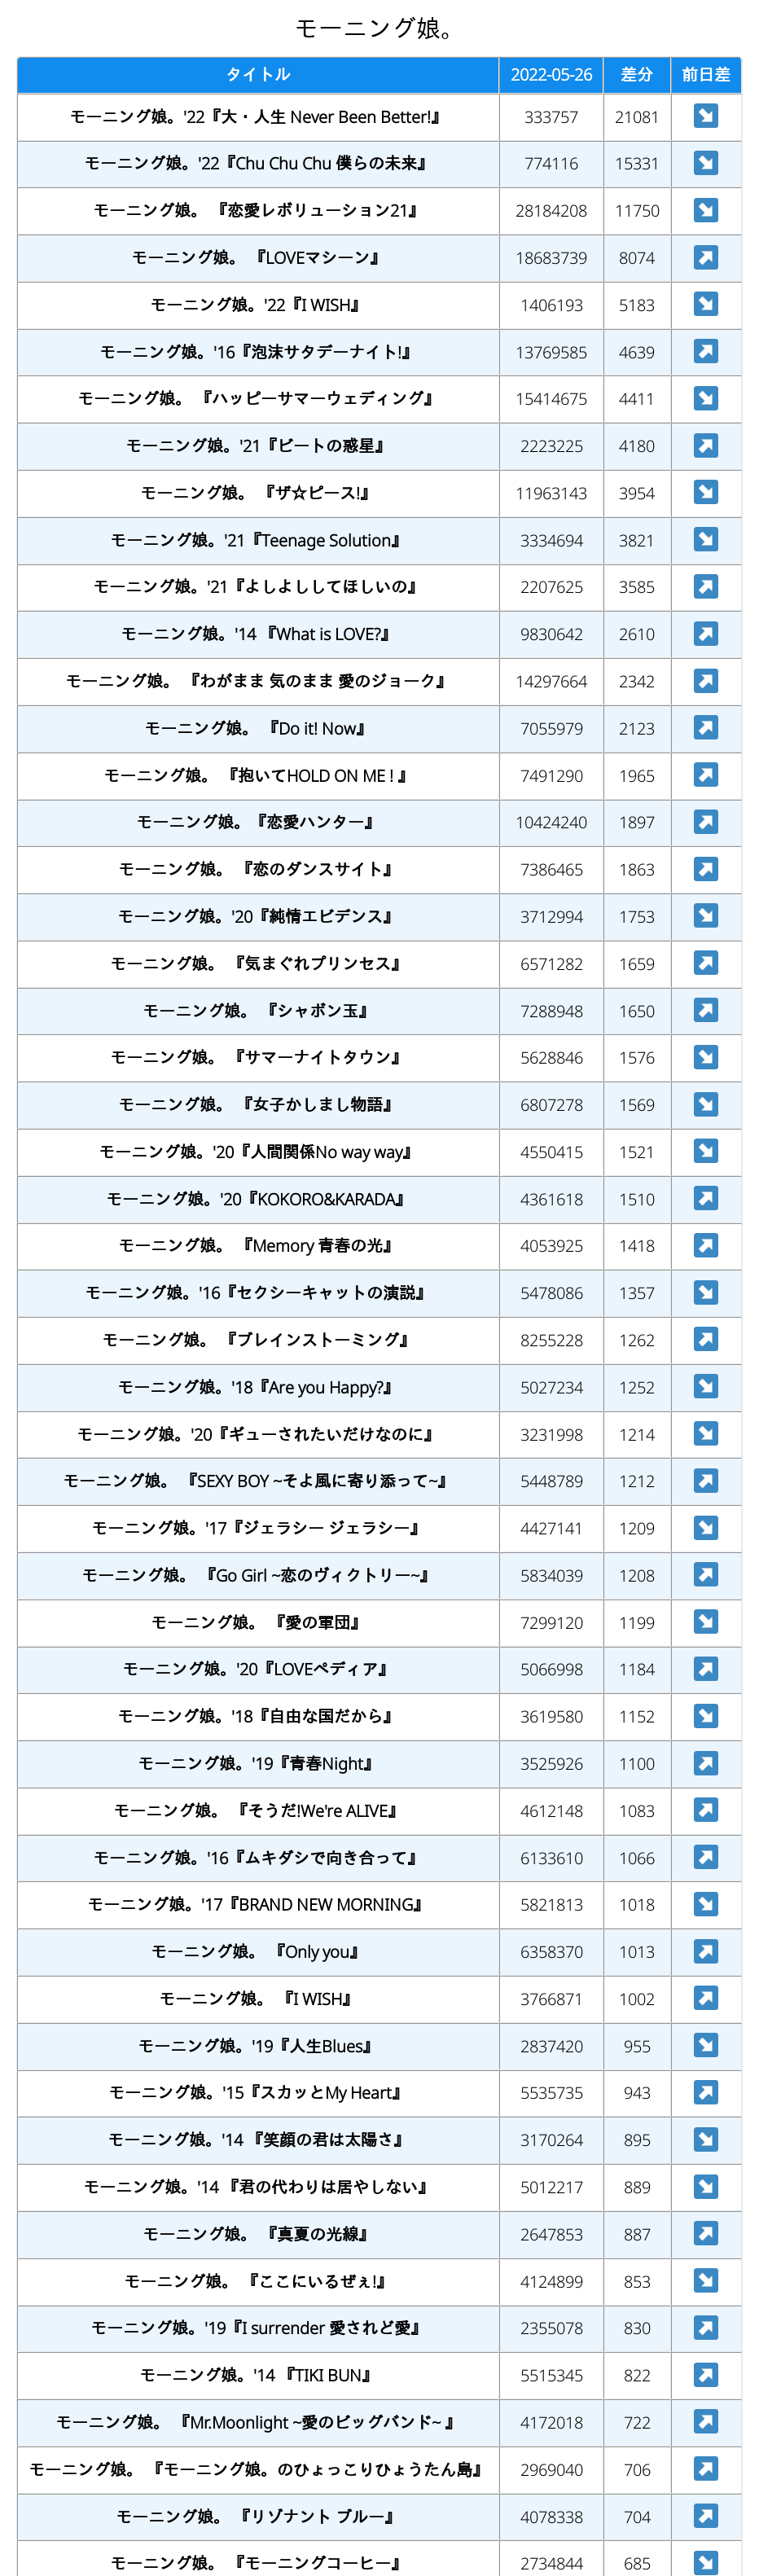 モーニング娘。
タイトル 2022-05-26 差分 前日差
モーニング娘。'22『大・人生 Never Been Better!』 333757 21081 ↘
モーニング娘。'22『Chu Chu Chu 僕らの未来』 774116 15331 ↘
モーニング娘。 『恋愛レボリューション21』 28184208 11750 ↘
モーニング娘。 『LOVEマシーン』 18683739 8074 ↗
モーニング娘。'22『I WISH』 1406193 5183 ↘
モーニング娘。'16『泡沫サタデーナイト!』 13769585 4639 ↗
モーニング娘。 『ハッピーサマーウェディング』 15414675 4411 ↘
モーニング娘。'21『ビートの惑星』 2223225 4180 ↗
モーニング娘。 『ザ☆ピース!』 11963143 3954 ↘
モーニング娘。'21『Teenage Solution』 3334694 3821 ↘
モーニング娘。'21『よしよししてほしいの』 2207625 3585 ↗
モーニング娘。'14 『What is LOVE?』 9830642 2610 ↗
モーニング娘。 『わがまま 気のまま 愛のジョーク』 14297664 2342 ↗
モーニング娘。 『Do it! Now』 7055979 2123 ↗
モーニング娘。 『抱いてHOLD ON ME ! 』 7491290 1965 ↗
モーニング娘。『恋愛ハンター』 10424240 1897 ↗
モーニング娘。 『恋のダンスサイト』 7386465 1863 ↗
モーニング娘。'20『純情エビデンス』 3712994 1753 ↘
モーニング娘。 『気まぐれプリンセス』 6571282 1659 ↗
モーニング娘。 『シャボン玉』 7288948 1650 ↗
モーニング娘。 『サマーナイトタウン』 5628846 1576 ↘
モーニング娘。 『女子かしまし物語』 6807278 1569 ↘
モーニング娘。'20『人間関係No way way』 4550415 1521 ↘
モーニング娘。'20『KOKORO&KARADA』 4361618 1510 ↗
モーニング娘。 『Memory 青春の光』 4053925 1418 ↗
モーニング娘。'16『セクシーキャットの演説』 5478086 1357 ↘
モーニング娘。 『ブレインストーミング』 8255228 1262 ↗
モーニング娘。'18『Are you Happy?』 5027234 1252 ↘
モーニング娘。'20『ギューされたいだけなのに』 3231998 1214 ↘
モーニング娘。 『SEXY BOY ~そよ風に寄り添って~』 5448789 1212 ↗
モーニング娘。'17『ジェラシー ジェラシー』 4427141 1209 ↘
モーニング娘。 『Go Girl ~恋のヴィクトリー~』 5834039 1208 ↗
モーニング娘。 『愛の軍団』 7299120 1199 ↘
モーニング娘。'20『LOVEペディア』 5066998 1184 ↗
モーニング娘。'18『自由な国だから』 3619580 1152 ↘
モーニング娘。'19『青春Night』 3525926 1100 ↗
モーニング娘。 『そうだ!We're ALIVE』 4612148 1083 ↗
モーニング娘。'16『ムキダシで向き合って』 6133610 1066 ↗
モーニング娘。'17『BRAND NEW MORNING』 5821813 1018 ↘
モーニング娘。 『Only you』 6358370 1013 ↗
モーニング娘。 『I WISH』 3766871 1002 ↗
モーニング娘。'19『人生Blues』 2837420 955 ↘
モーニング娘。'15『スカッとMy Heart』 5535735 943 ↗
モーニング娘。'14 『笑顔の君は太陽さ』 3170264 895 ↘
モーニング娘。'14 『君の代わりは居やしない』 5012217 889 ↘
モーニング娘。 『真夏の光線』 2647853 887 ↗
モーニング娘。 『ここにいるぜぇ!』 4124899 853 ↘
モーニング娘。'19『I surrender 愛されど愛』 2355078 830 ↗
モーニング娘。'14 『TIKI BUN』 5515345 822 ↗
モーニング娘。 『Mr.Moonlight ~愛のビッグバンド~ 』 4172018 722 ↗
モーニング娘。 『モーニング娘。のひょっこりひょうたん島』 2969040 706 ↗
モーニング娘。 『リゾナント ブルー』 4078338 704 ↗
モーニング娘。 『モーニングコーヒー』 2734844 685 ↘